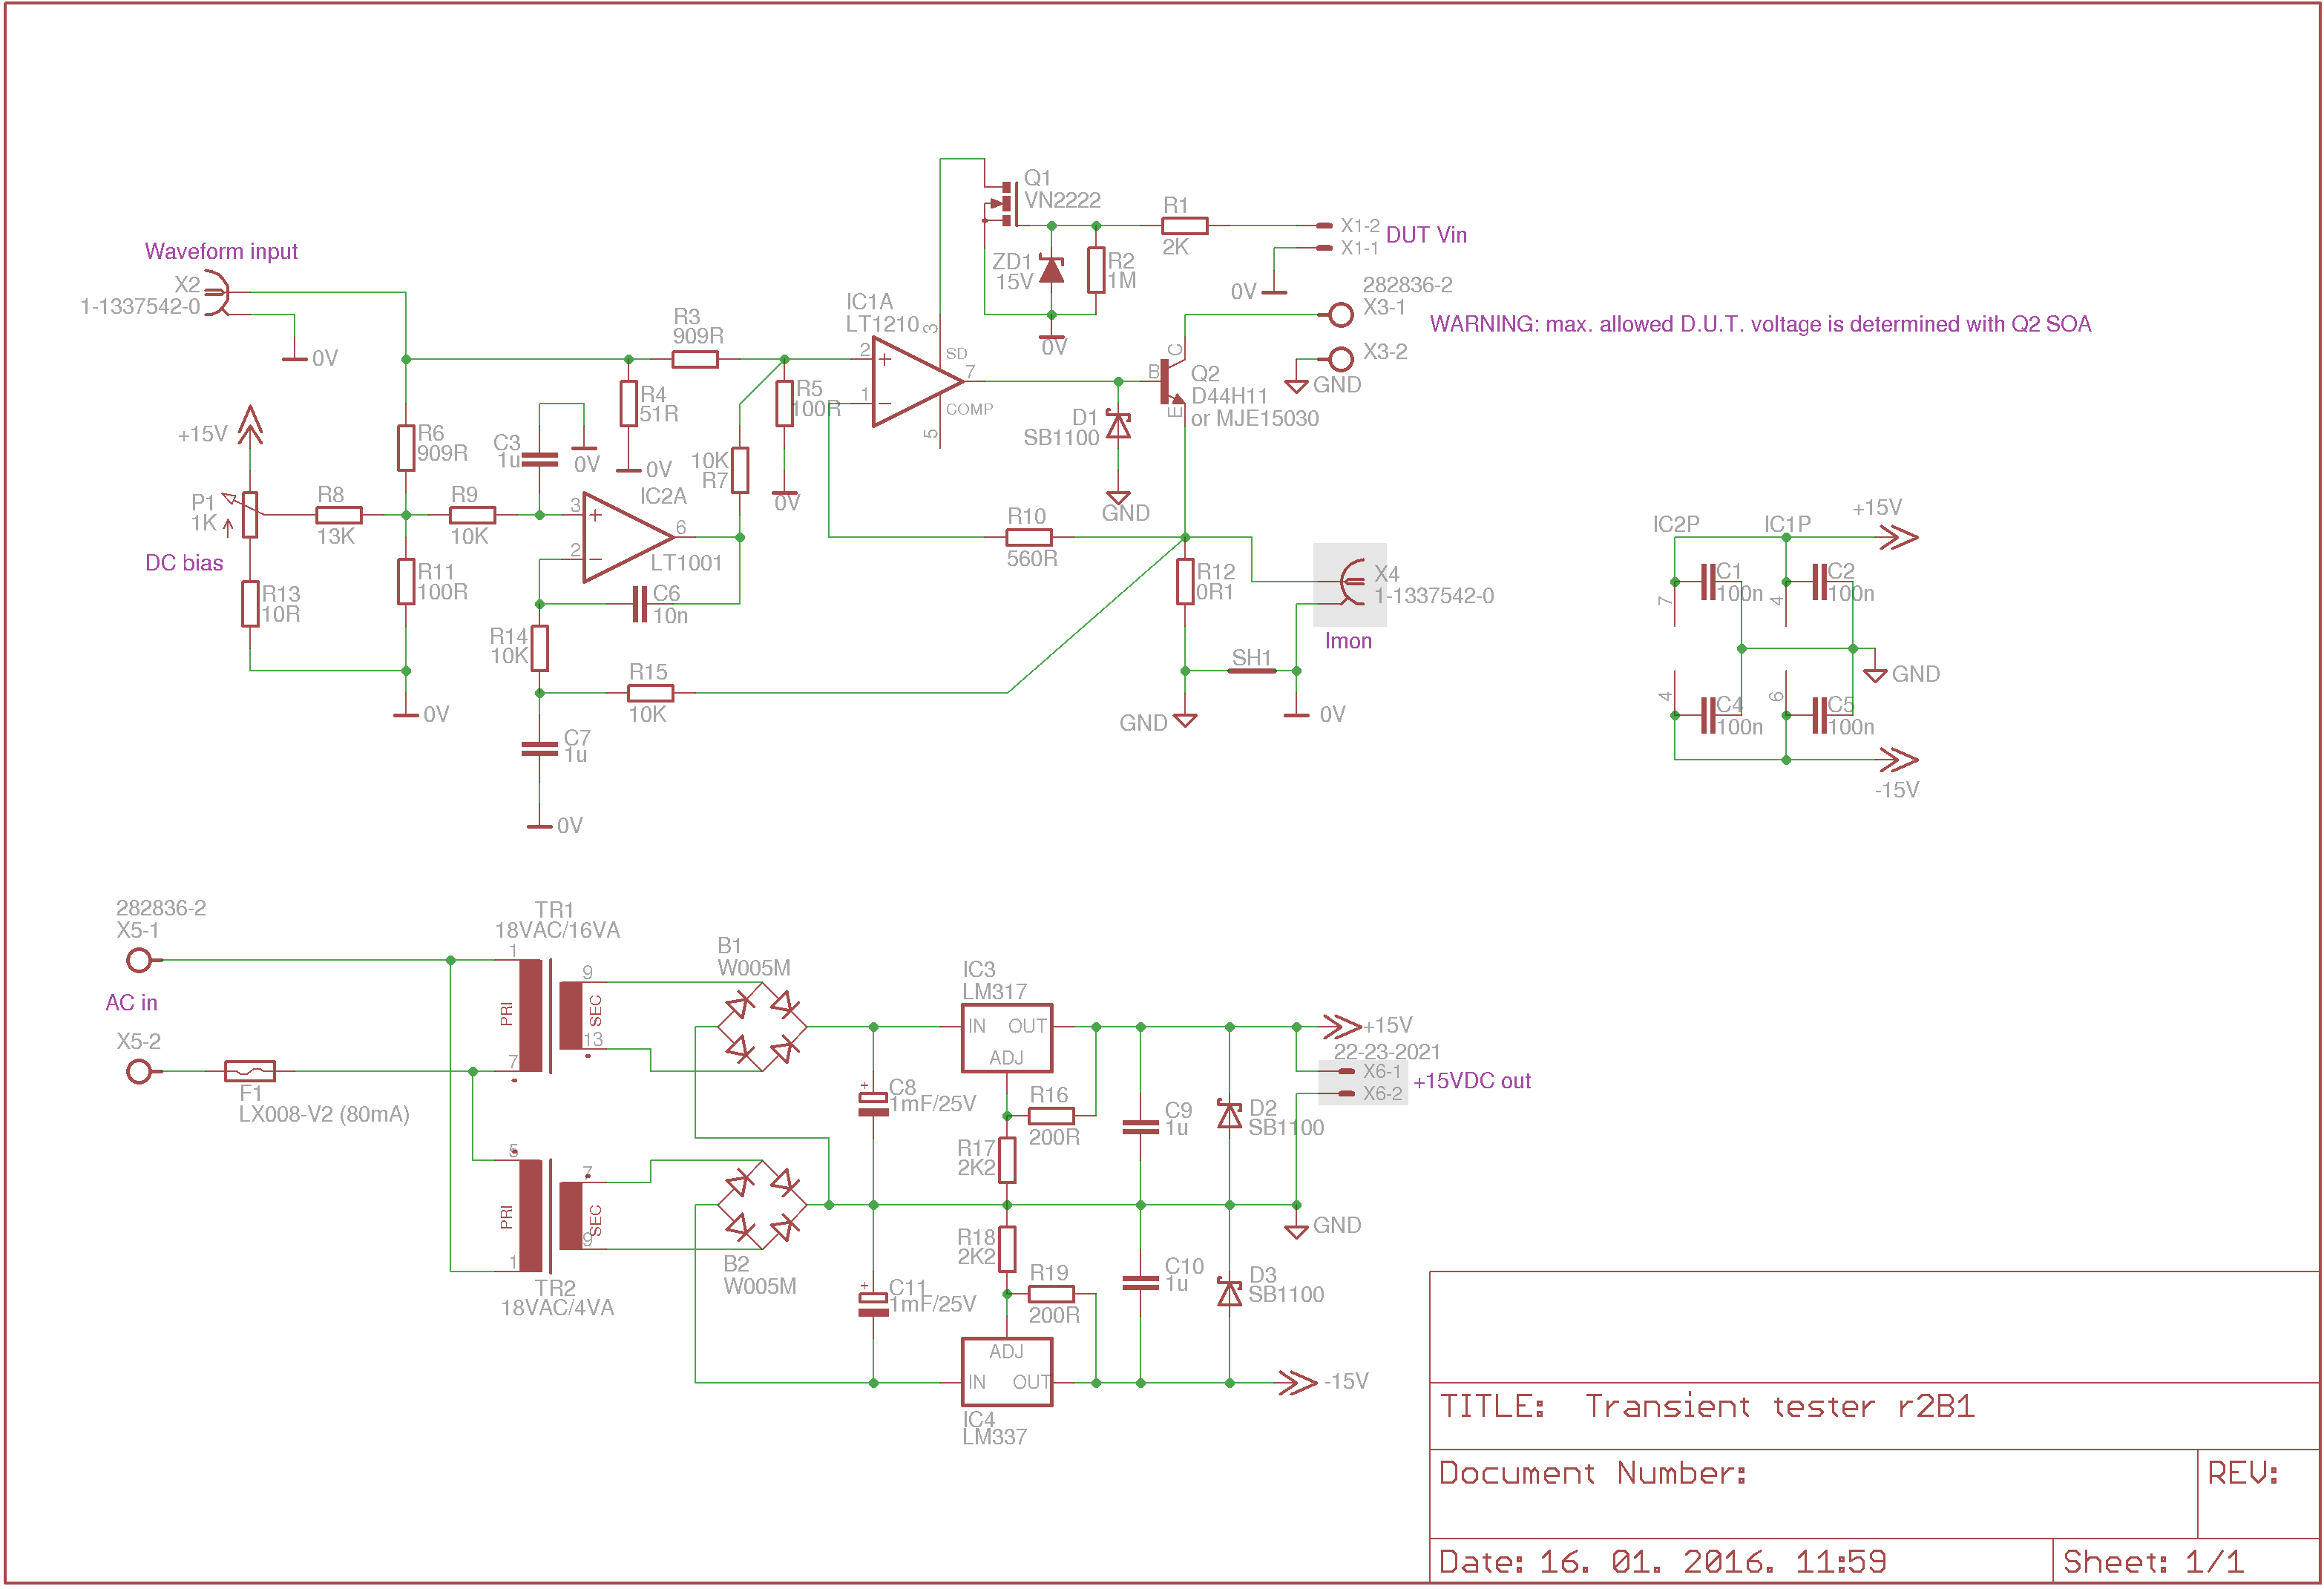 Q1
VN2222
R1
2K
X1-2
X1-1
DUT Vin
Waveform input
X2
1-1337542-0
0V
ZD1
15V
R2
1M
0V
0V
282836-2
X3-1
WARNING: max. allowed D.U.T. voltage is determined with Q2 SOA
X3-2
GND
R3
909R
IC1A
LT1210
3
2
SD
7
1
COMP
5
R4
51R
0V
R5
100R
0V
C
B
E
Q2
D44H11
or MJE15030
D1
SB1100
GND
+15V
R6
909R
C3
1u
0V
10K
R7
IC2A
P1
1K
R8
13K
R9
10K
3
2
6
LT1001
DC bias
R13
10R
R11
100R
0V
C6
10n
R14
10K
R15
10K
C7
1u
0V
R10
560R
R12
0R1
X4
1-1337542-0
Imon
SH1
GND
0V
IC2P
IC1P
+15V
C1
100n
C2
100n
7
4
GND
4
6
C4
100n
C5
100n
-15V
282836-2
X5-1
AC in
X5-2
F1
LX008-V2 (80mA)
TR1
18VAC/16VA
1
7
PRI
SEC
9
13
5
1
PRI
SEC
7
9
TR2
18VAC/4VA
B1
W005M
B2
W005M
IC3
LM317
IN
OUT
ADJ
+
C8
1mF/25V
R16
200R
R17
2K2
C9
1u
D2
SB1100
+15V
22-23-2021
X6-1
X6-2
+15VDC out
GND
R18
2K2
R19
200R
+
C11
1mF/25V
C10
1u
D3
SB1100
ADJ
IN
OUT
IC4
LM337
-15V
TITLE: Transient tester r2B1
Document Number:
REV:
Date: 16. 01. 2016. 11:59
Sheet: 1/1